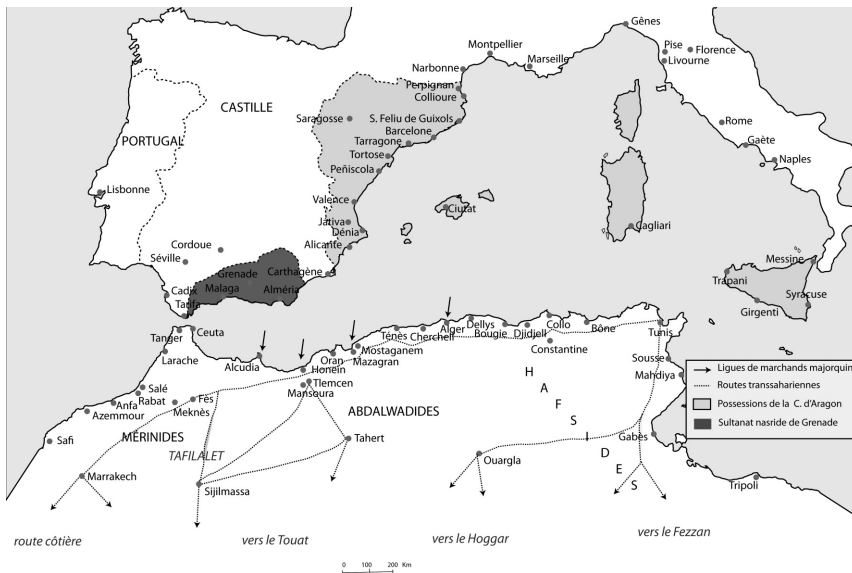 Gênes
Pise
Florence
Livourne
Montpellier
Marseille
Narbonne
Perpignan
Collioure
CASTILLE
Saragosse
S. Feliu de Guixols
Barcelone
Tarragone
Tortose
Peñiscola
PORTUGAL
Rome
Gaète
Naples
Lisbonne
Valence
Ciutat
Játiva
Dénia
Alicante
Cagliari
Cordoue
Séville
Grenade
Carthagène
Malaga
Alméria
Cadix
Tarifa
Messine
Trapani
Syracuse
Girgenti
Tanger
Ceuta
Larache
Alcudia
Oran
Honein
Mostaganem
Mazagran
Ténès
Cherchell
Alger
Dellys
Bougie
Djidjell
Collo
Bône
Constantine
Tunis
Sousse
Mahdiya
Tlemcen
Mansoura
Salé
Rabat
Anfa
Azemmour
Fès
Meknès
ABDALWADIDES
HAFSIDES
Safi
MÉRINIDES
TAFILALET
Tahert
Ouargla
Gabès
Marrakech
Sijilmassa
Tripoli
Ligues de marchands majorquins
Routes transsahariennes
Possessions de la C. d'Aragon
Sultanat nasride de Grenade
route côtière
vers le Touat
vers le Hoggar
vers le Fezzan
0 100 200 Km